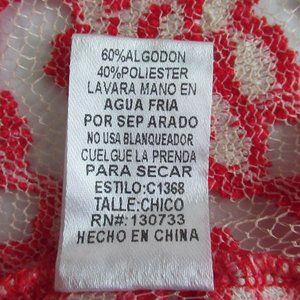 60%ALGODON
40%POLIESTER
LAVARA MANO EN
AGUA FRIA
POR SEP ARADO
NO USA BLANQUEADOR
CUELGUE LA PRENDA
PARA SECAR
ESTILO:C1368
TALLE:CHICO
RN#:130733
HECHO EN CHINA